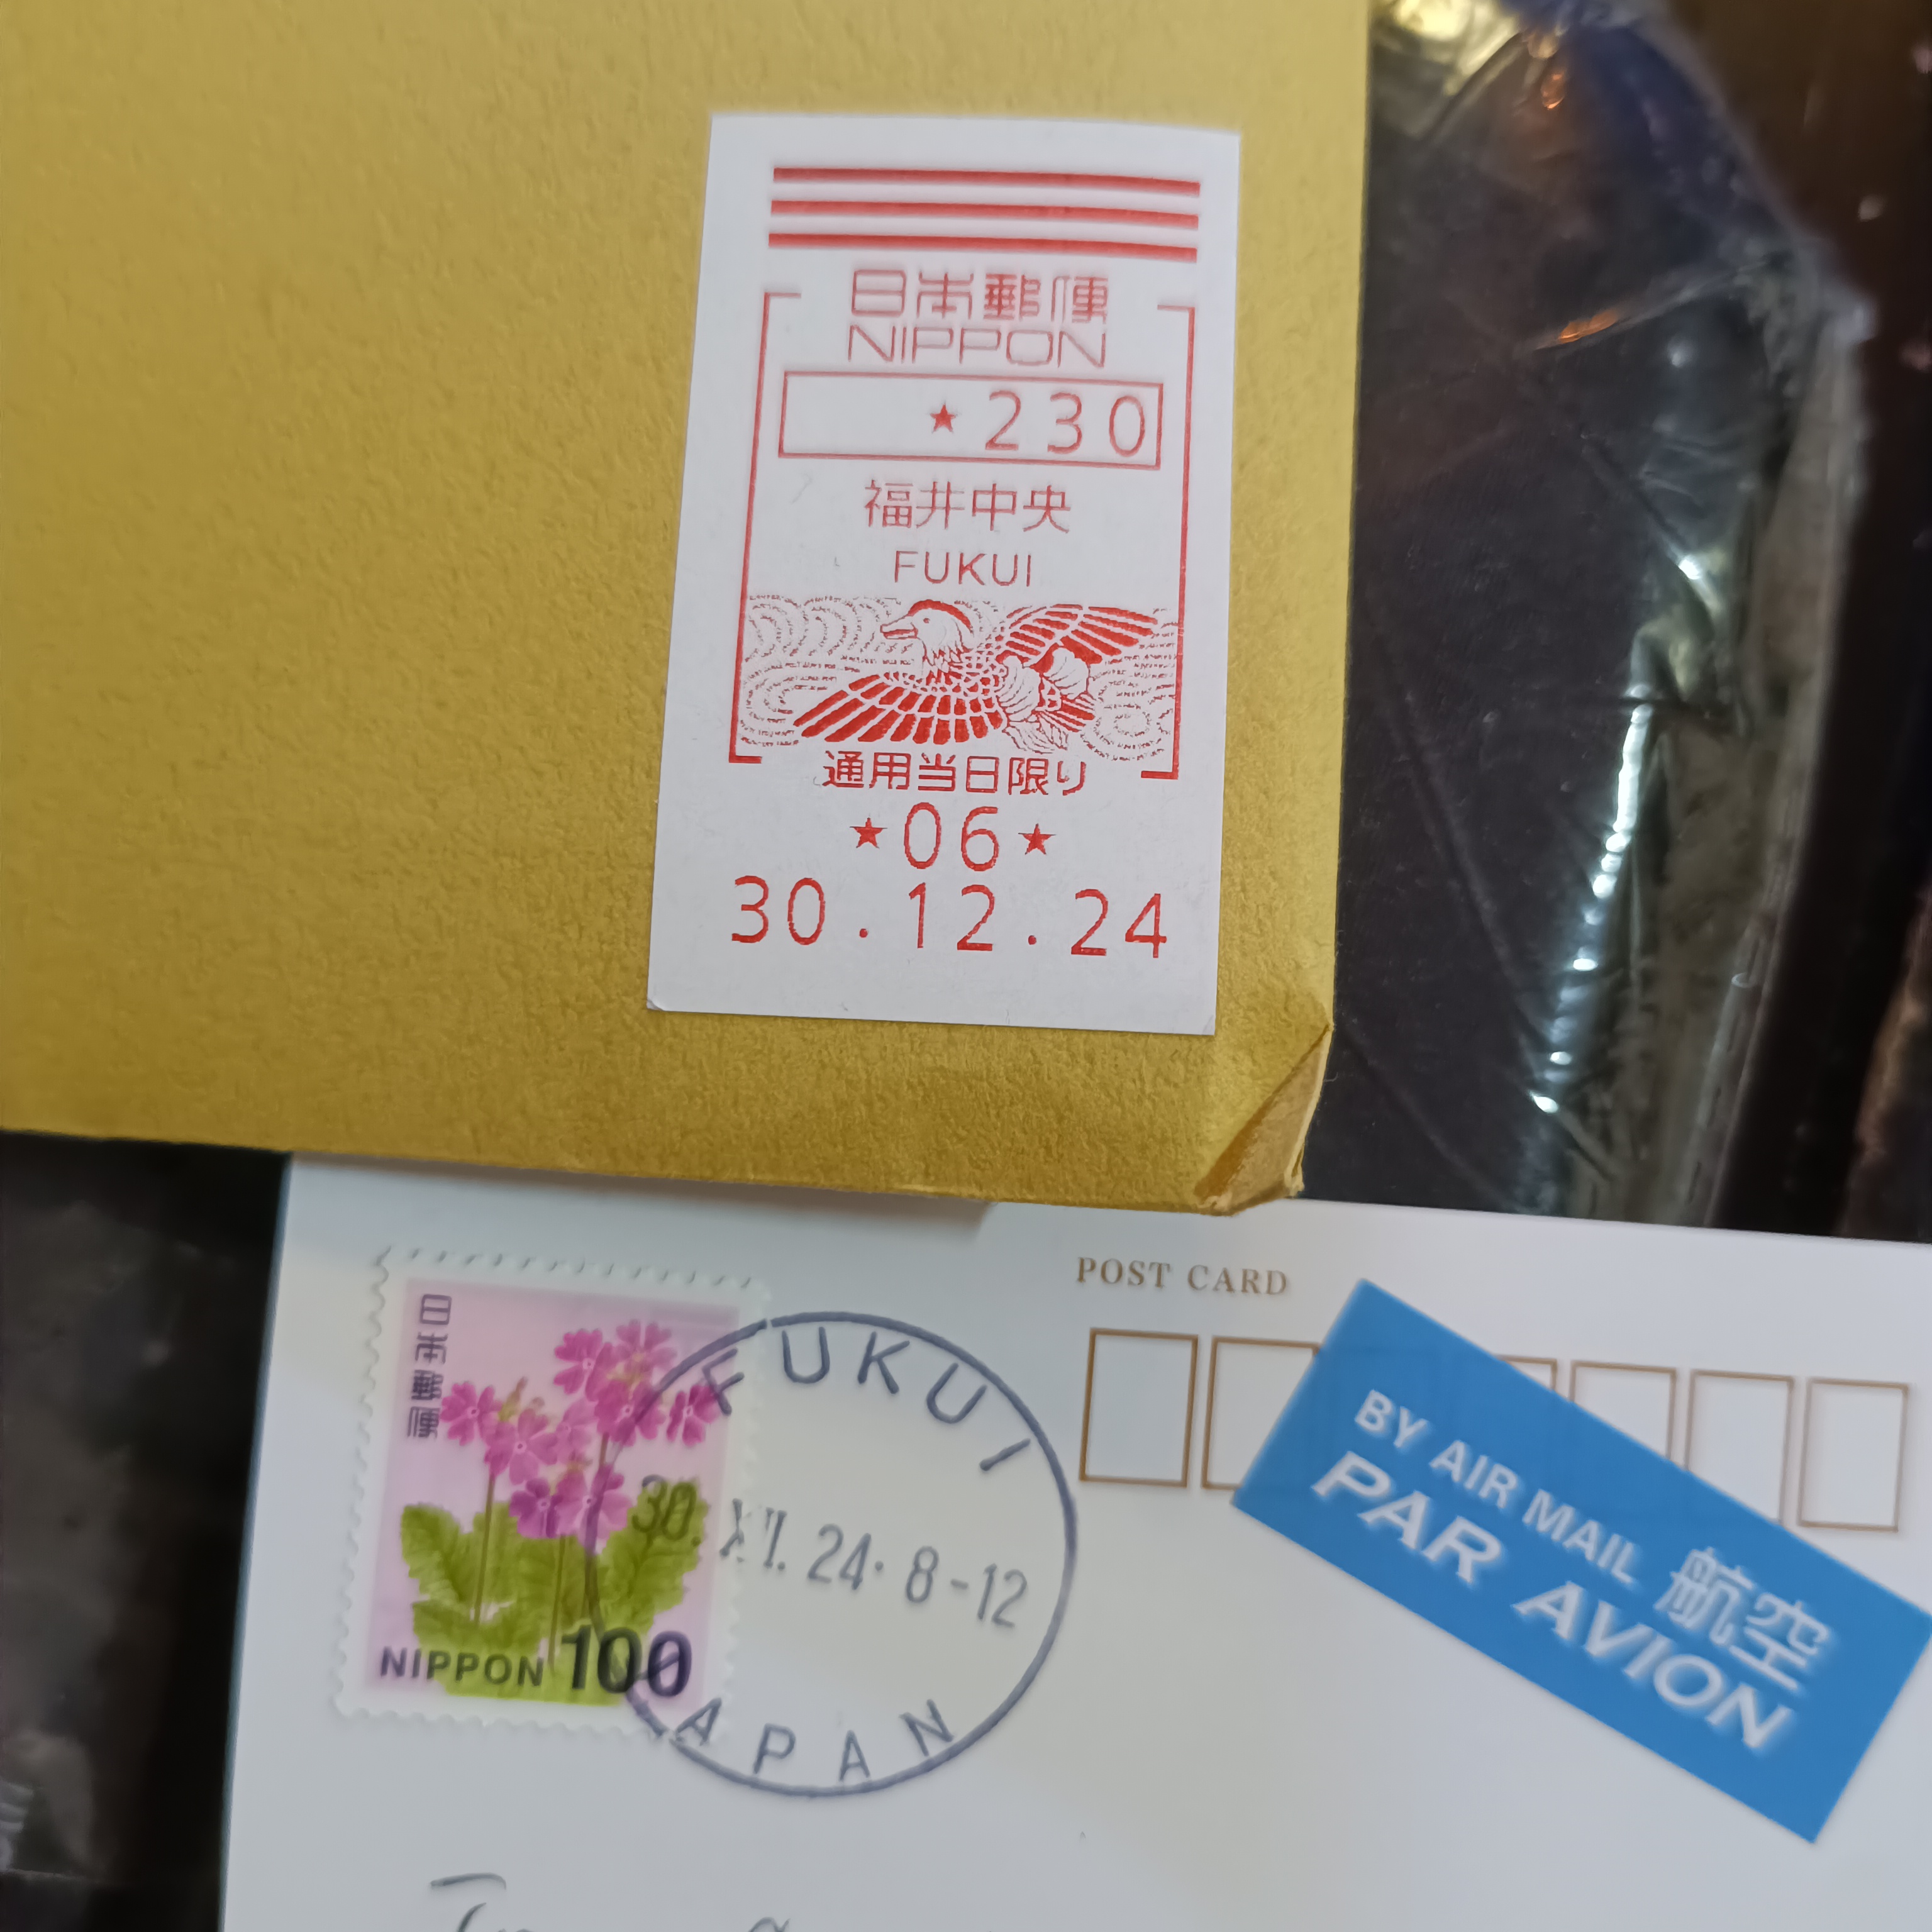 日本郵便
NIPPON
★230
福井中央
FUKUI
通用当日限り
★06★
30.12.24
POST CARD
日本郵便
NIPPON 100
FUKUI
30. XI. 24. 8-12
JAPAN
BY AIR MAIL 航空
PAR AVION